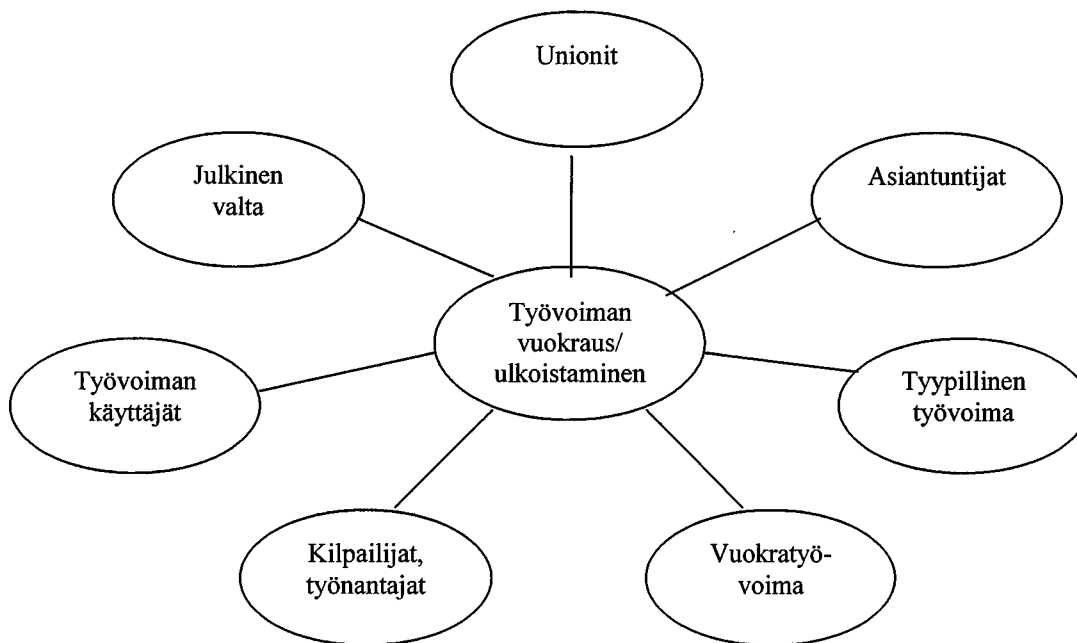 Unionit
Julkinen
valta
Asiantuntijat
Työvoiman
vuokraus/
ulkoistaminen
Työvoiman
käyttäjät
Tyypillinen
työvoima
Kilpailijat,
työnantajat
Vuokratyö-
voima